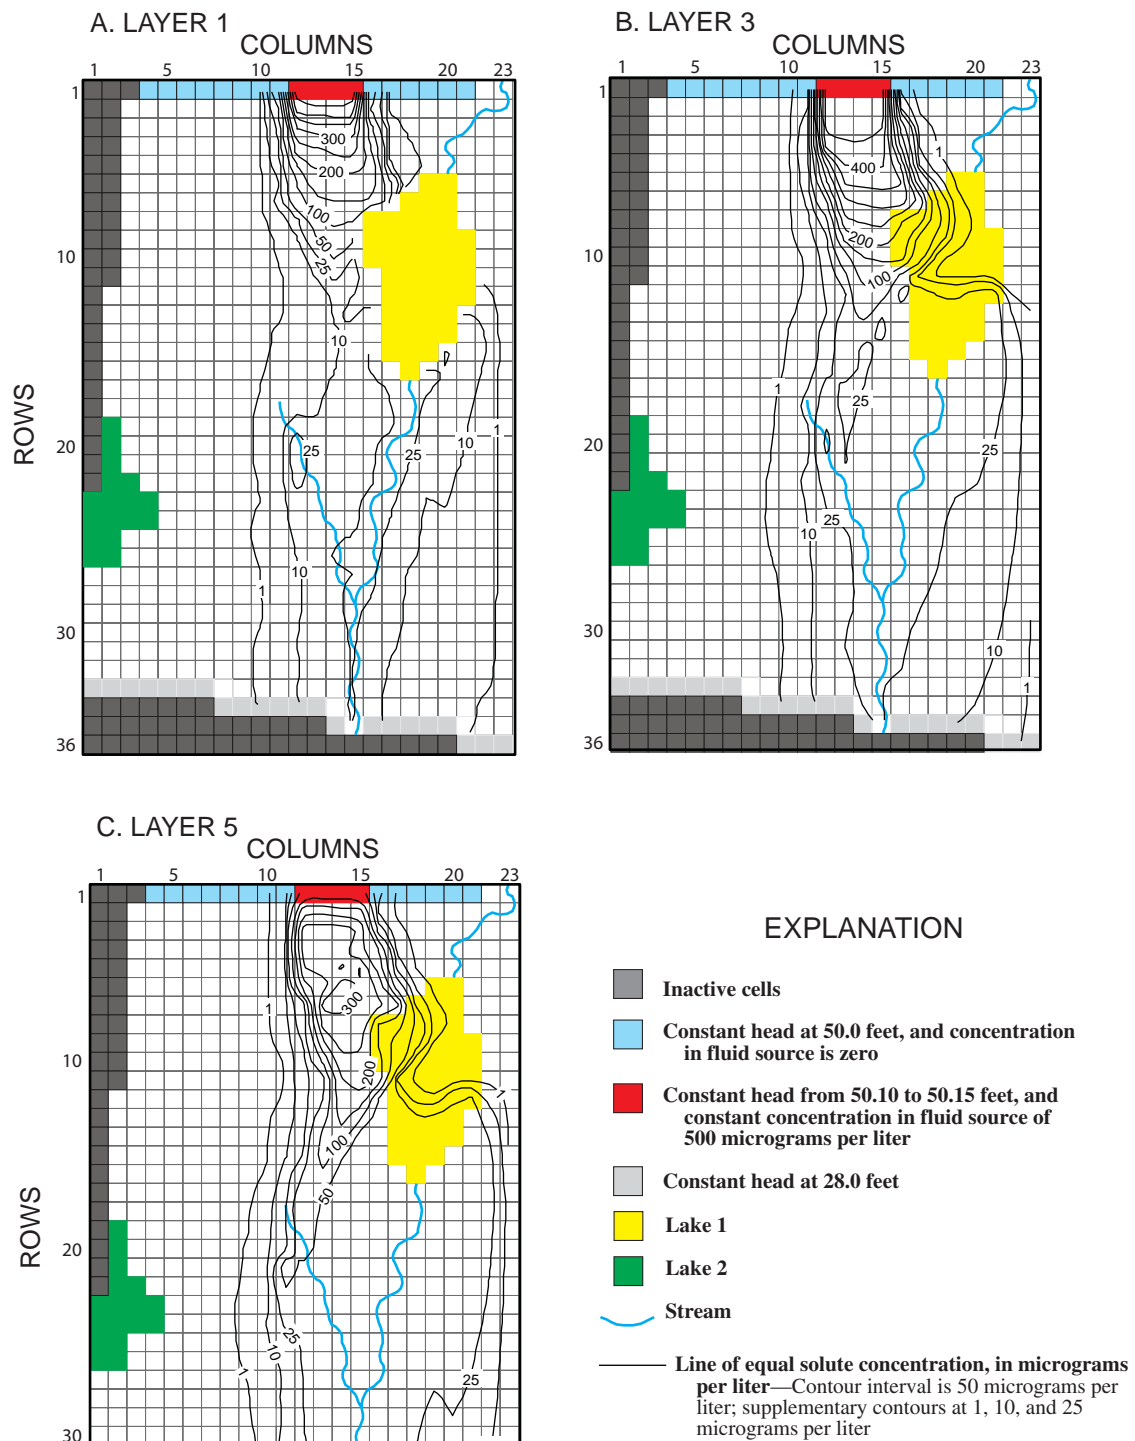 A. LAYER 1
COLUMNS
1 5 10 15 20 23
1
10
20
30
36
ROWS
300
200
100
50
25
10
25
25
10
1
10
1
B. LAYER 3
COLUMNS
1 5 10 15 20 23
1
10
20
30
36
1
400
200
100
1
25
25
25
10
10
1
C. LAYER 5
COLUMNS
1 5 10 15 20 23
1
10
20
30
ROWS
300
1
200
1
100
50
25
10
1
25
EXPLANATION
Inactive cells
Constant head at 50.0 feet, and concentration
in fluid source is zero
Constant head from 50.10 to 50.15 feet, and
constant concentration in fluid source of
500 micrograms per liter
Constant head at 28.0 feet
Lake 1
Lake 2
Stream
Line of equal solute concentration, in micrograms
per liter—Contour interval is 50 micrograms per
liter; supplementary contours at 1, 10, and 25
micrograms per liter